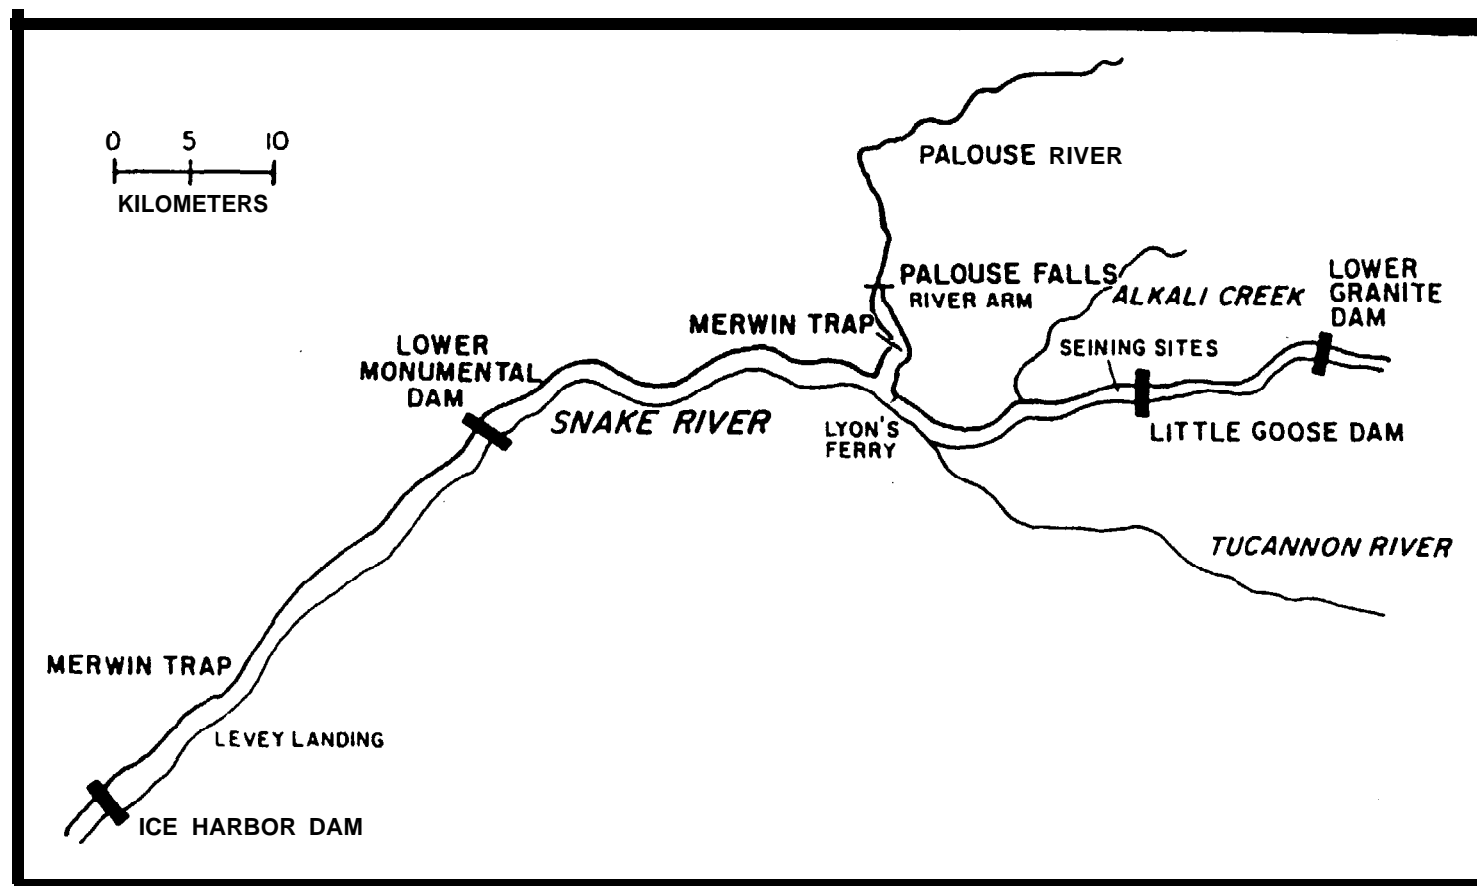 0 5 10
KILOMETERS
PALOUSE RIVER
PALOUSE FALLS
RIVER ARM
ALKALI CREEK
LOWER
GRANITE
DAM
MERWIN TRAP
SEINING SITES
LOWER
MONUMENTAL
DAM
SNAKE RIVER
LYON'S
FERRY
LITTLE GOOSE DAM
TUCANNON RIVER
MERWIN TRAP
LEVEY LANDING
ICE HARBOR DAM